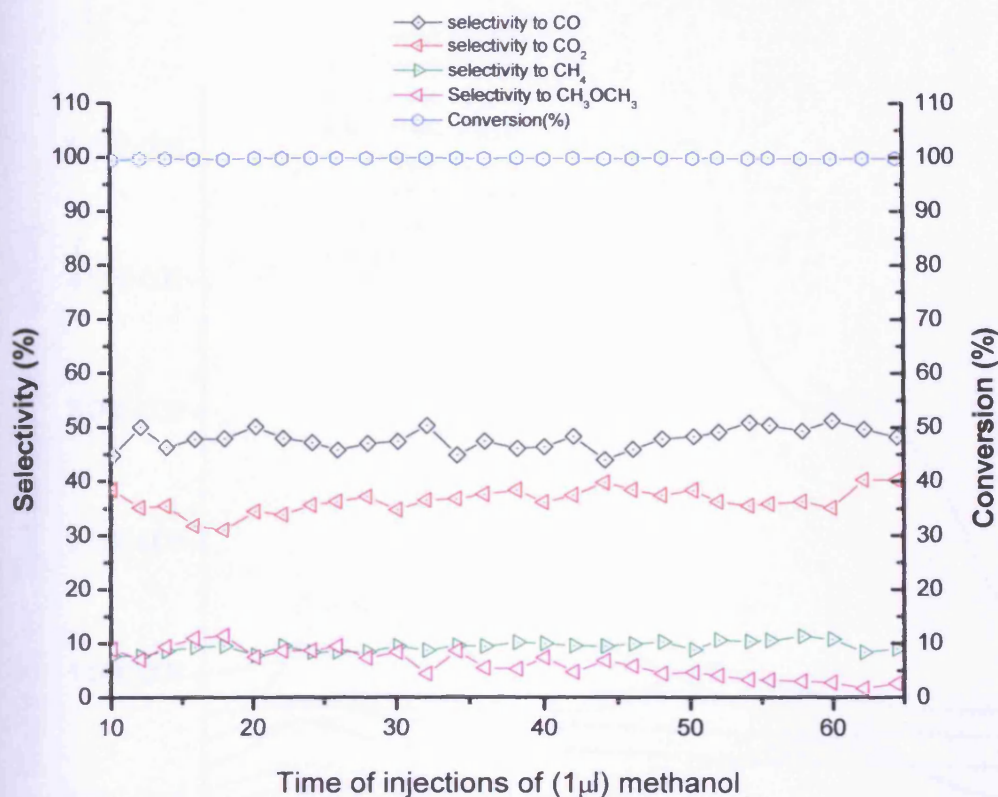 selectivity to CO
selectivity to CO₂
selectivity to CH₄
Selectivity to CH₃OCH₃
Conversion(%)
110
100
90
80
70
60
50
40
30
20
10
0
110
100
90
80
70
60
50
40
30
20
10
0
Selectivity (%)
Conversion (%)
10 20 30 40 50 60
Time of injections of (1μl) methanol